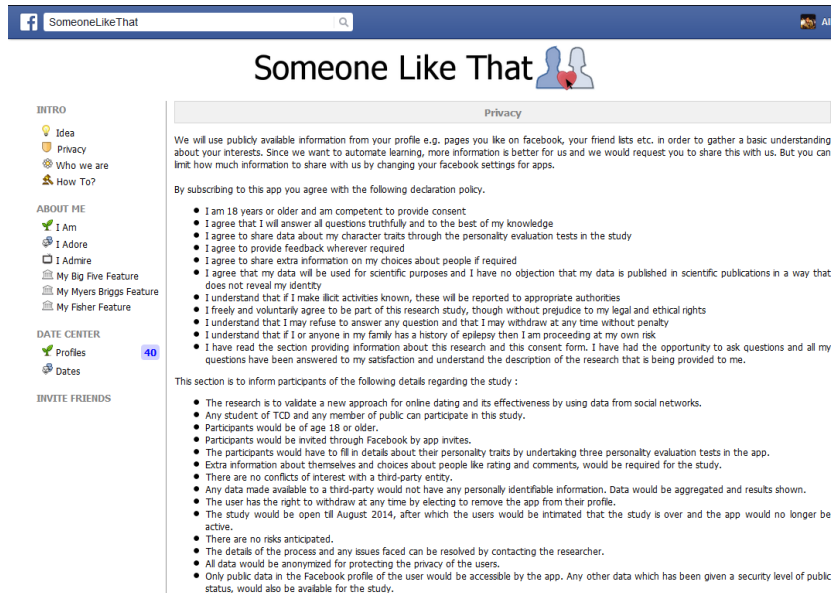 SomeoneLikeThat
Al
Someone Like That
INTRO
Idea
Privacy
Who we are
How To?
ABOUT ME
I Am
I Adore
I Admire
My Big Five Feature
My Myers Briggs Feature
My Fisher Feature
DATE CENTER
Profiles 40
Dates
INVITE FRIENDS
Privacy
We will use publicly available information from your profile e.g. pages you like on facebook, your friend lists etc. in order to gather a basic understanding
about your interests. Since we want to automate learning, more information is better for us and we would request you to share this with us. But you can
limit how much information to share with us by changing your facebook settings for apps.
By subscribing to this app you agree with the following declaration policy.
● I am 18 years or older and am competent to provide consent
● I agree that I will answer all questions truthfully and to the best of my knowledge
● I agree to share data about my character traits through the personality evaluation tests in the study
● I agree to provide feedback wherever required
● I agree to share extra information on my choices about people if required
● I agree that my data will be used for scientific purposes and I have no objection that my data is published in scientific publications in a way that
does not reveal my identity
● I understand that if I make illicit activities known, these will be reported to appropriate authorities
● I freely and voluntarily agree to be part of this research study, though without prejudice to my legal and ethical rights
● I understand that I may refuse to answer any question and that I may withdraw at any time without penalty
● I understand that if I or anyone in my family has a history of epilepsy then I am proceeding at my own risk
● I have read the section providing information about this research and this consent form. I have had the opportunity to ask questions and all my
questions have been answered to my satisfaction and understand the description of the research that is being provided to me.
This section is to inform participants of the following details regarding the study :
● The research is to validate a new approach for online dating and its effectiveness by using data from social networks.
● Any student of TCD and any member of public can participate in this study.
● Participants would be of age 18 or older.
● Participants would be invited through Facebook by app invites.
● The participants would have to fill in details about their personality traits by undertaking three personality evaluation tests in the app.
● Extra information about themselves and choices about people like rating and comments, would be required for the study.
● There are no conflicts of interest with a third-party entity.
● Any data made available to a third-party would not have any personally identifiable information. Data would be aggregated and results shown.
● The user has the right to withdraw at any time by electing to remove the app from their profile.
● The study would be open till August 2014, after which the users would be intimated that the study is over and the app would no longer be
active.
● There are no risks anticipated.
● The details of the process and any issues faced can be resolved by contacting the researcher.
● All data would be anonymized for protecting the privacy of the users.
● Only public data in the Facebook profile of the user would be accessible by the app. Any other data which has been given a security level of public
status, would also be available for the study.